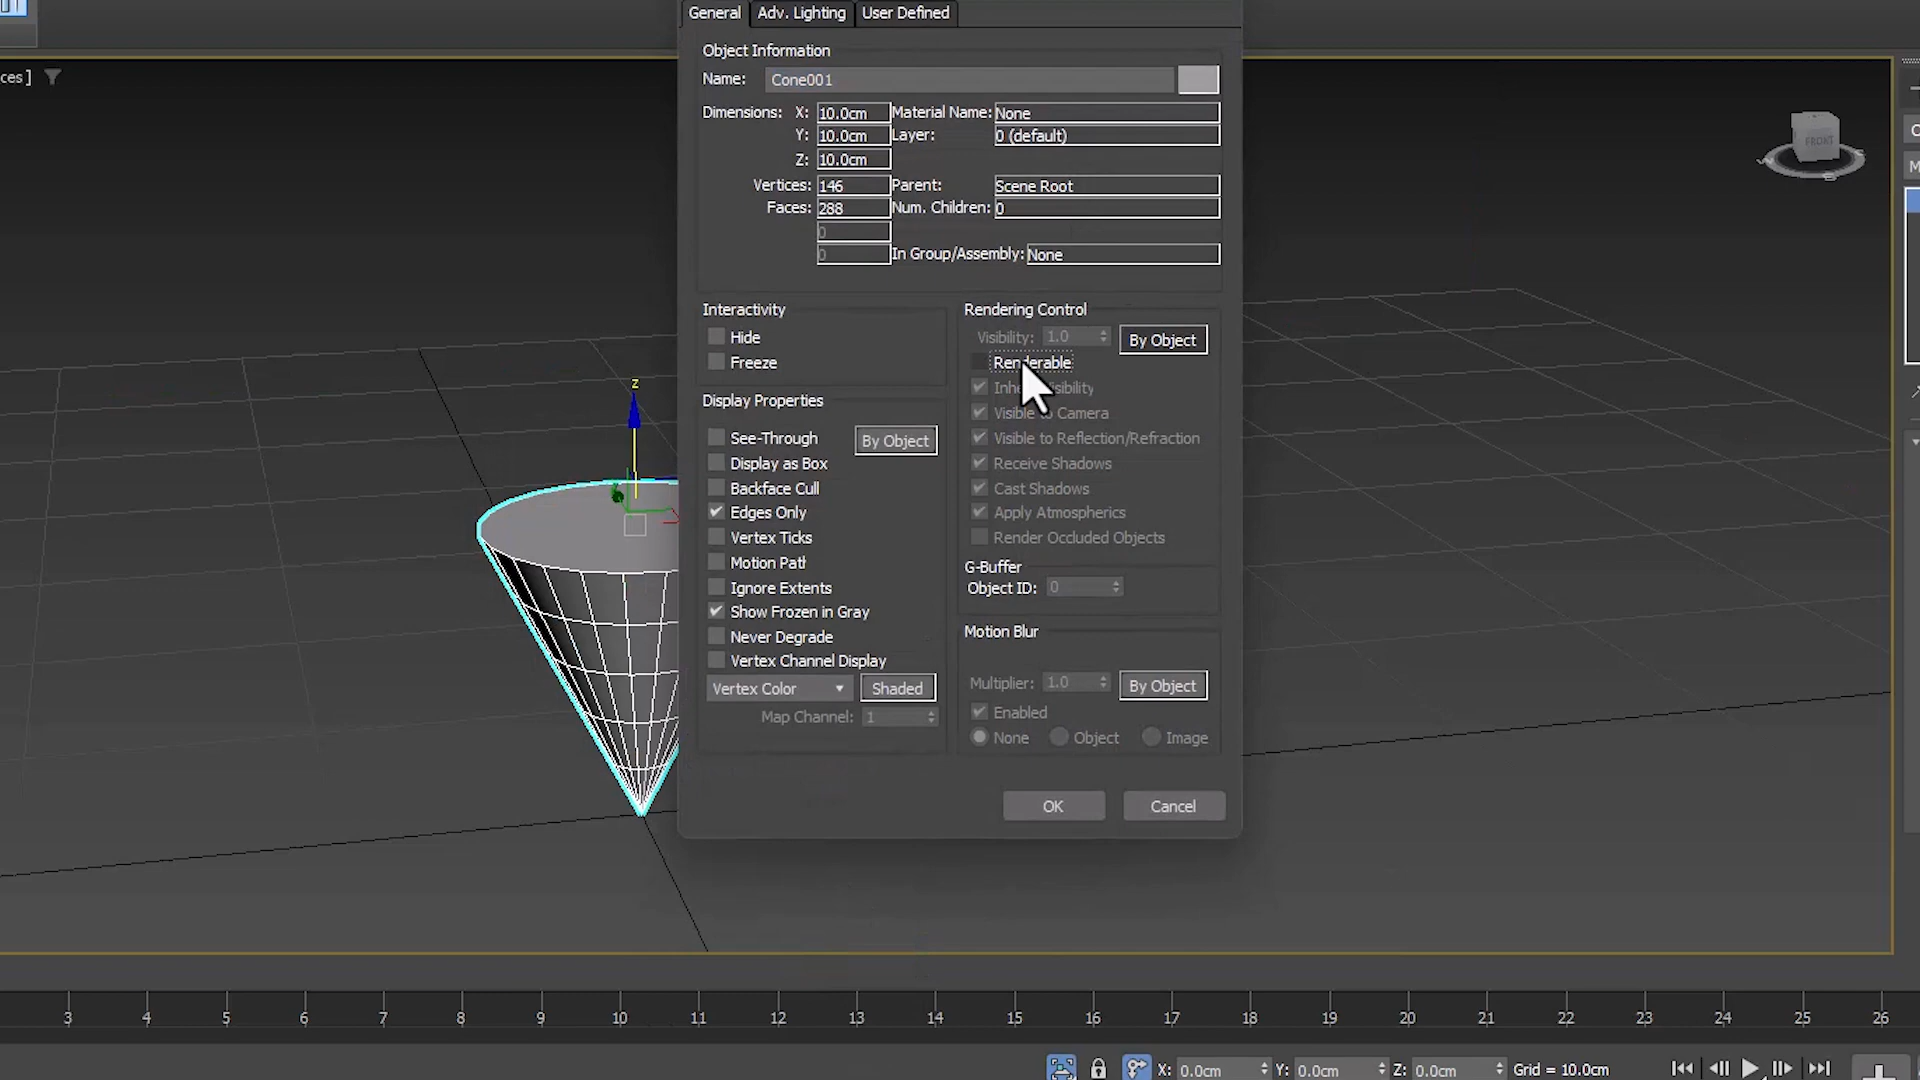 General Adv. Lighting User Defined
ces ]
Object Information
Name: Cone001
Dimensions: X: 10.0cm Material Name: None
Y: 10.0cm Layer: 0 (default)
Z: 10.0cm
Vertices: 146 Parent: Scene Root
Faces: 288 Num. Children: 0
0
0 In Group/Assembly: None
FRONT
W
S
Interactivity
Hide
Freeze
Display Properties
See-Through By Object
Display as Box
Backface Cull
Edges Only
Vertex Ticks
Motion Path
Ignore Extents
Show Frozen in Gray
Never Degrade
Vertex Channel Display
Vertex Color Shaded
Map Channel: 1
Rendering Control
Visibility: 1.0 By Object
Renderable
Visible to Camera
Visible to Reflection/Refraction
Receive Shadows
Cast Shadows
Apply Atmospherics
Render Occluded Objects
G-Buffer
Object ID: 0
Motion Blur
Multiplier: 1.0 By Object
Enabled
None Object Image
OK Cancel
z
3 4 5 6 7 8 9 10 11 12 13 14 15 16 17 18 19 20 21 22 23 24 25 26
X: 0.0cm Y: 0.0cm Z: 0.0cm Grid = 10.0cm